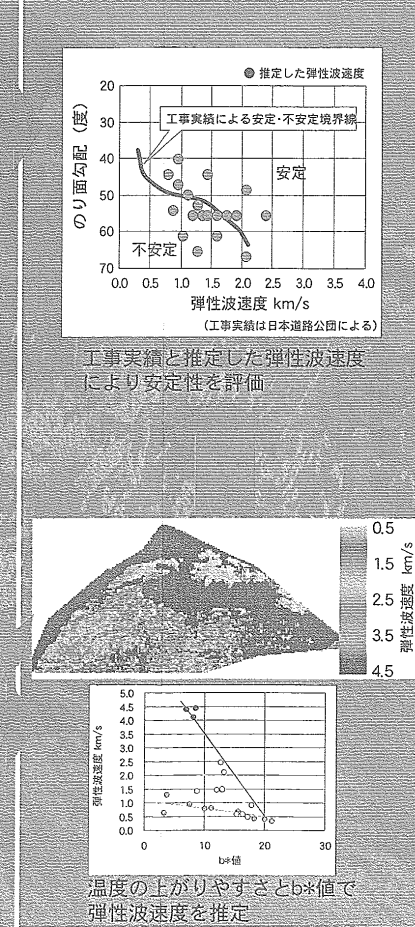 推定した弾性波速度
工事実績による安定・不安定境界線
安定
不安定
のり面勾配 (度)
20
30
40
50
60
70
0.0 0.5 1.0 1.5 2.0 2.5 3.0 3.5 4.0
弾性波速度 km/s
(工事実績は日本道路公団による)
工事実績と推定した弾性波速度
により安定性を評価
0.5
1.5
2.5
3.5
4.5
弾性波速度 km/s
弾性波速度 km/s
5.0
4.5
4.0
3.5
3.0
2.5
2.0
1.5
1.0
0.5
0.0
0 10 20 30
b*値
温度の上がりやすさとb*値で
弾性波速度を推定